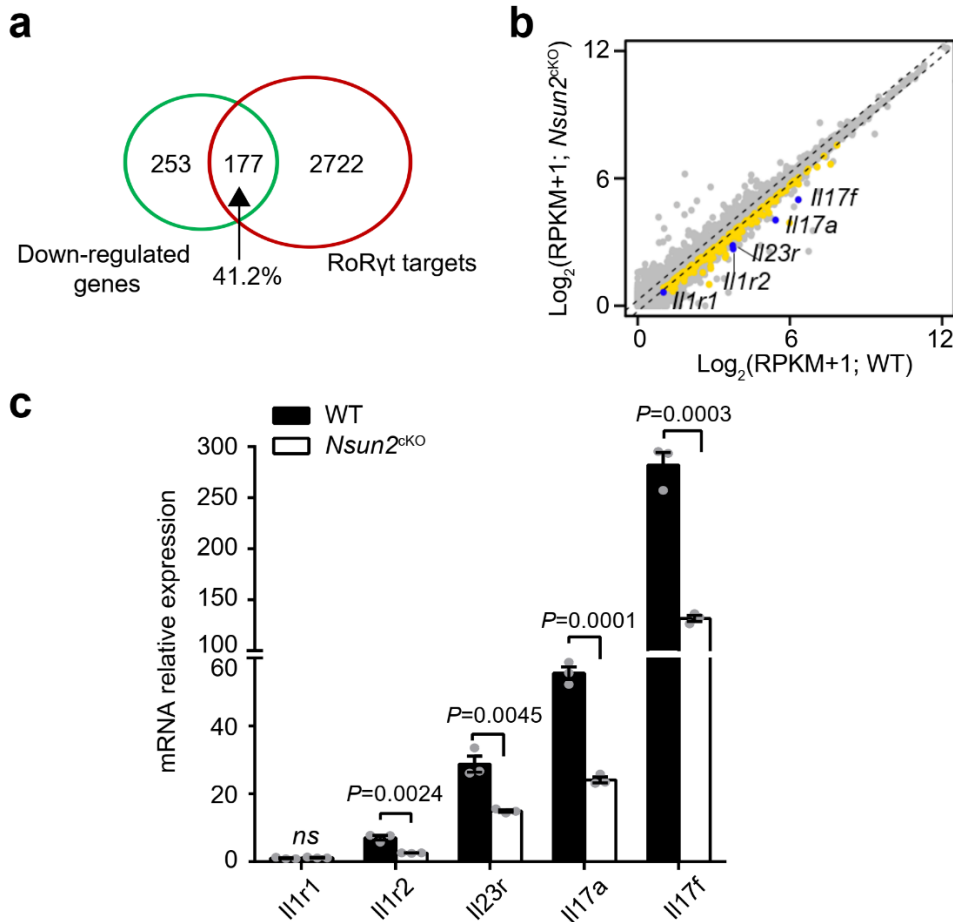 a
253
177
2722
Down-regulated
genes
41.2%
RoRγt targets
b
Log2(RPKM+1; Nsun2cKO)
12
6
0
Il17f
Il17a
Il23r
Il1r2
Il1r1
0
6
12
Log2(RPKM+1; WT)
c
WT
Nsun2cKO
mRNA relative expression
300
250
200
150
100
60
40
20
0
ns
P=0.0024
P=0.0045
P=0.0001
P=0.0003
Il1r1
Il1r2
Il23r
Il17a
Il17f